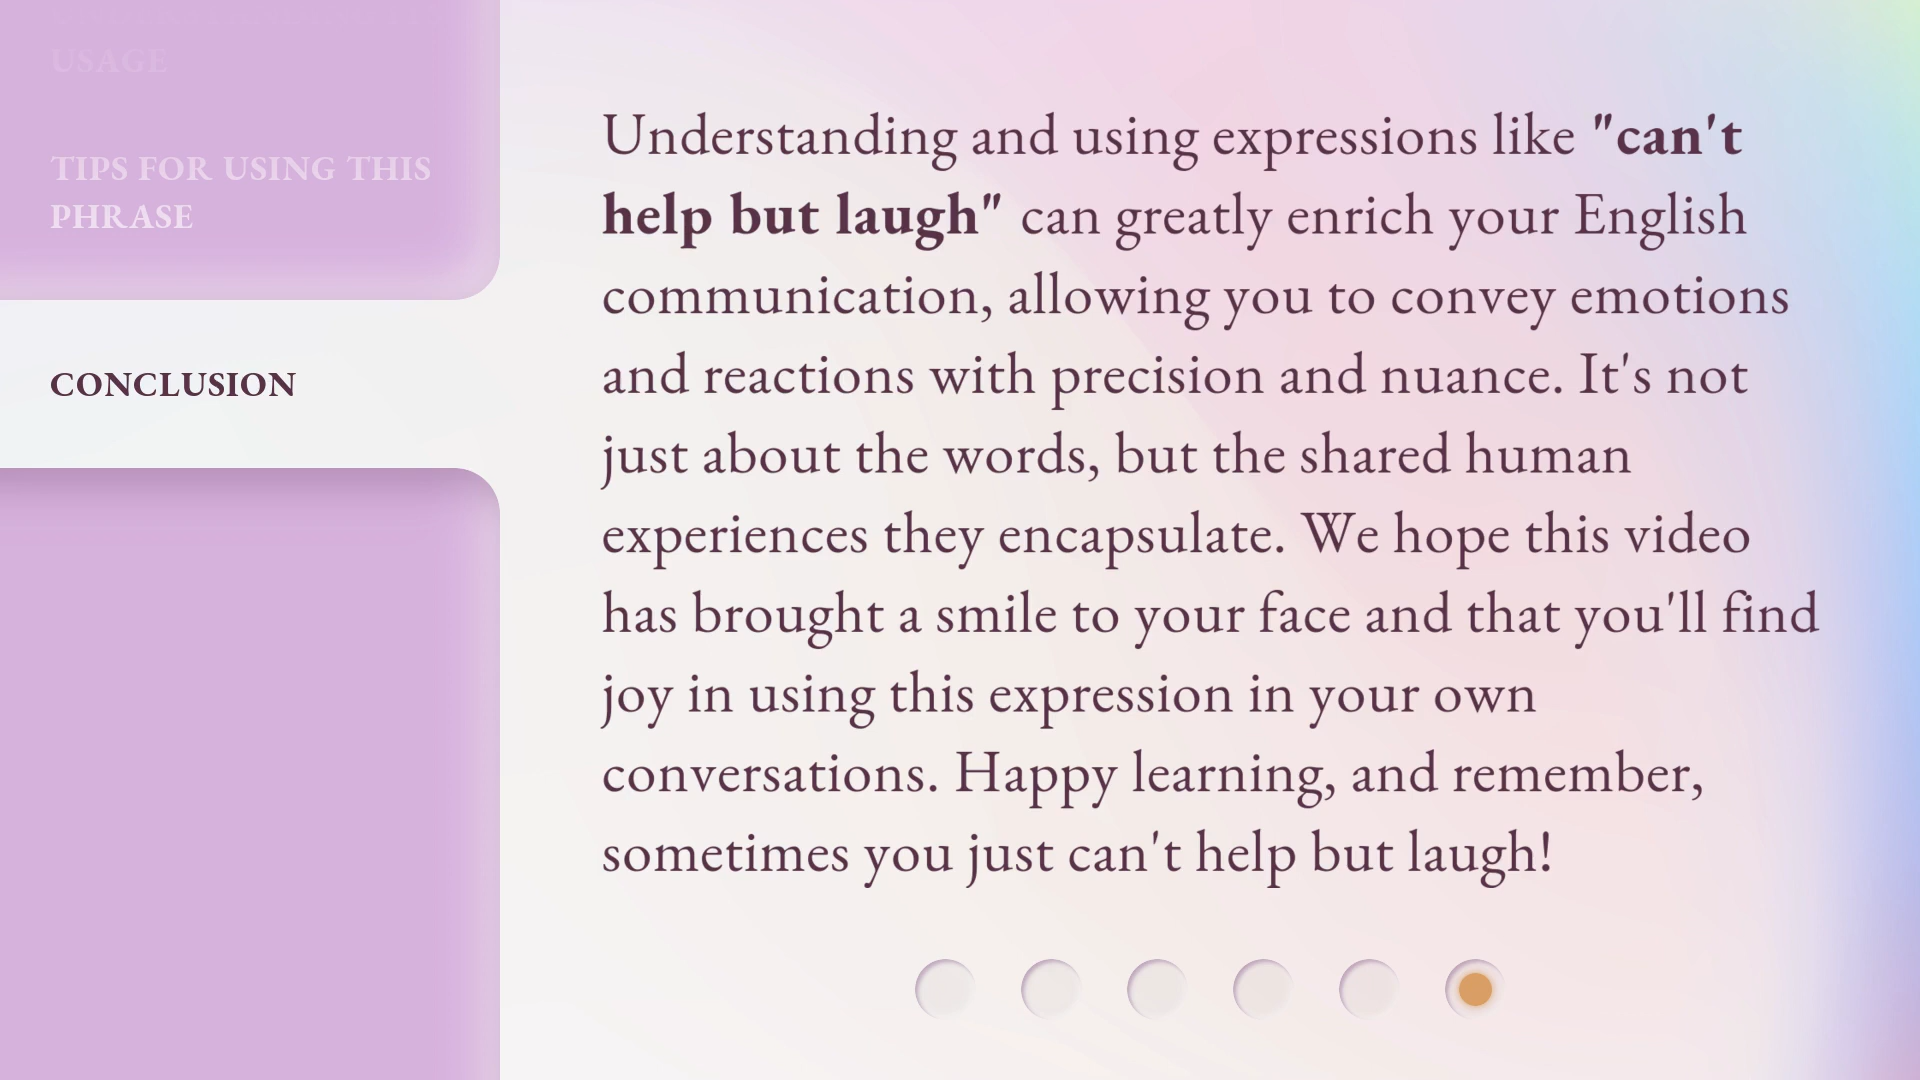 USAGE
TIPS FOR USING THIS
PHRASE
CONCLUSION
Understanding and using expressions like "can't
help but laugh" can greatly enrich your English
communication, allowing you to convey emotions
and reactions with precision and nuance. It's not
just about the words, but the shared human
experiences they encapsulate. We hope this video
has brought a smile to your face and that you'll find
joy in using this expression in your own
conversations. Happy learning, and remember,
sometimes you just can't help but laugh!